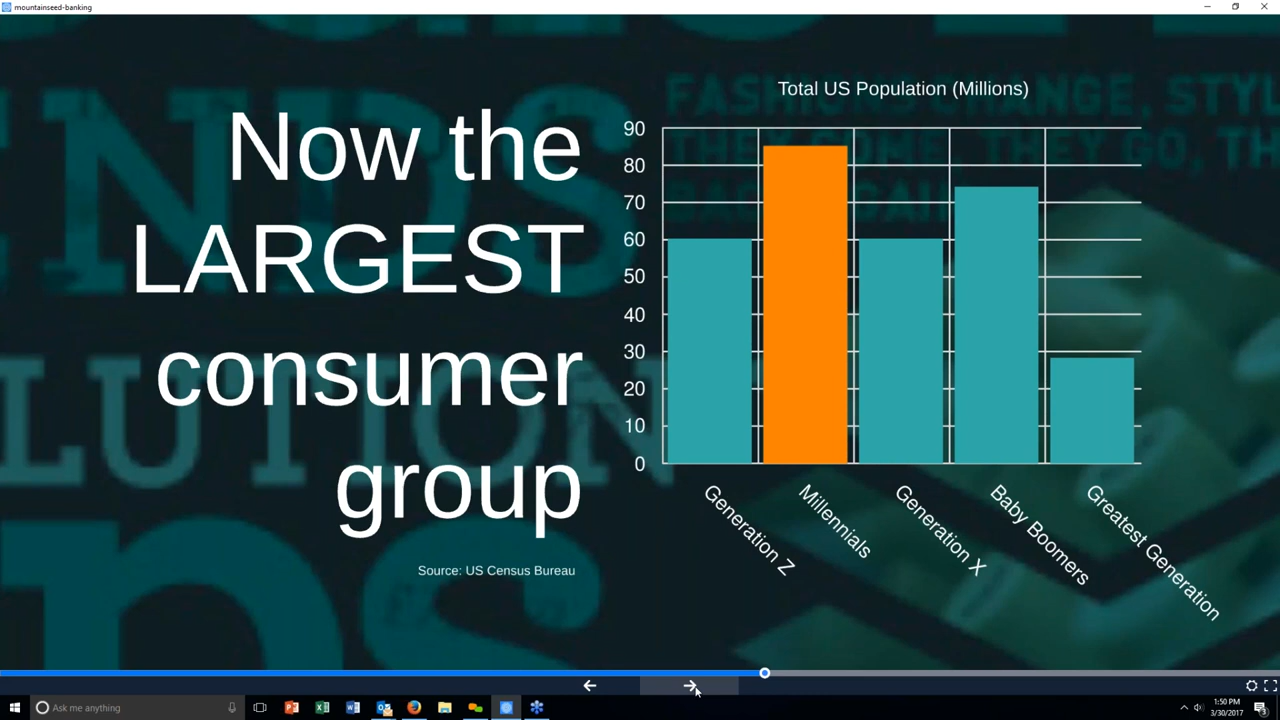 mountainseed-banking
Now the
LARGEST
consumer
group
Source: US Census Bureau
Total US Population (Millions)
90
80
70
60
50
40
30
20
10
0
Generation Z
Millennials
Generation X
Baby Boomers
Greatest Generation
Ask me anything
1:50 PM
3/30/2017